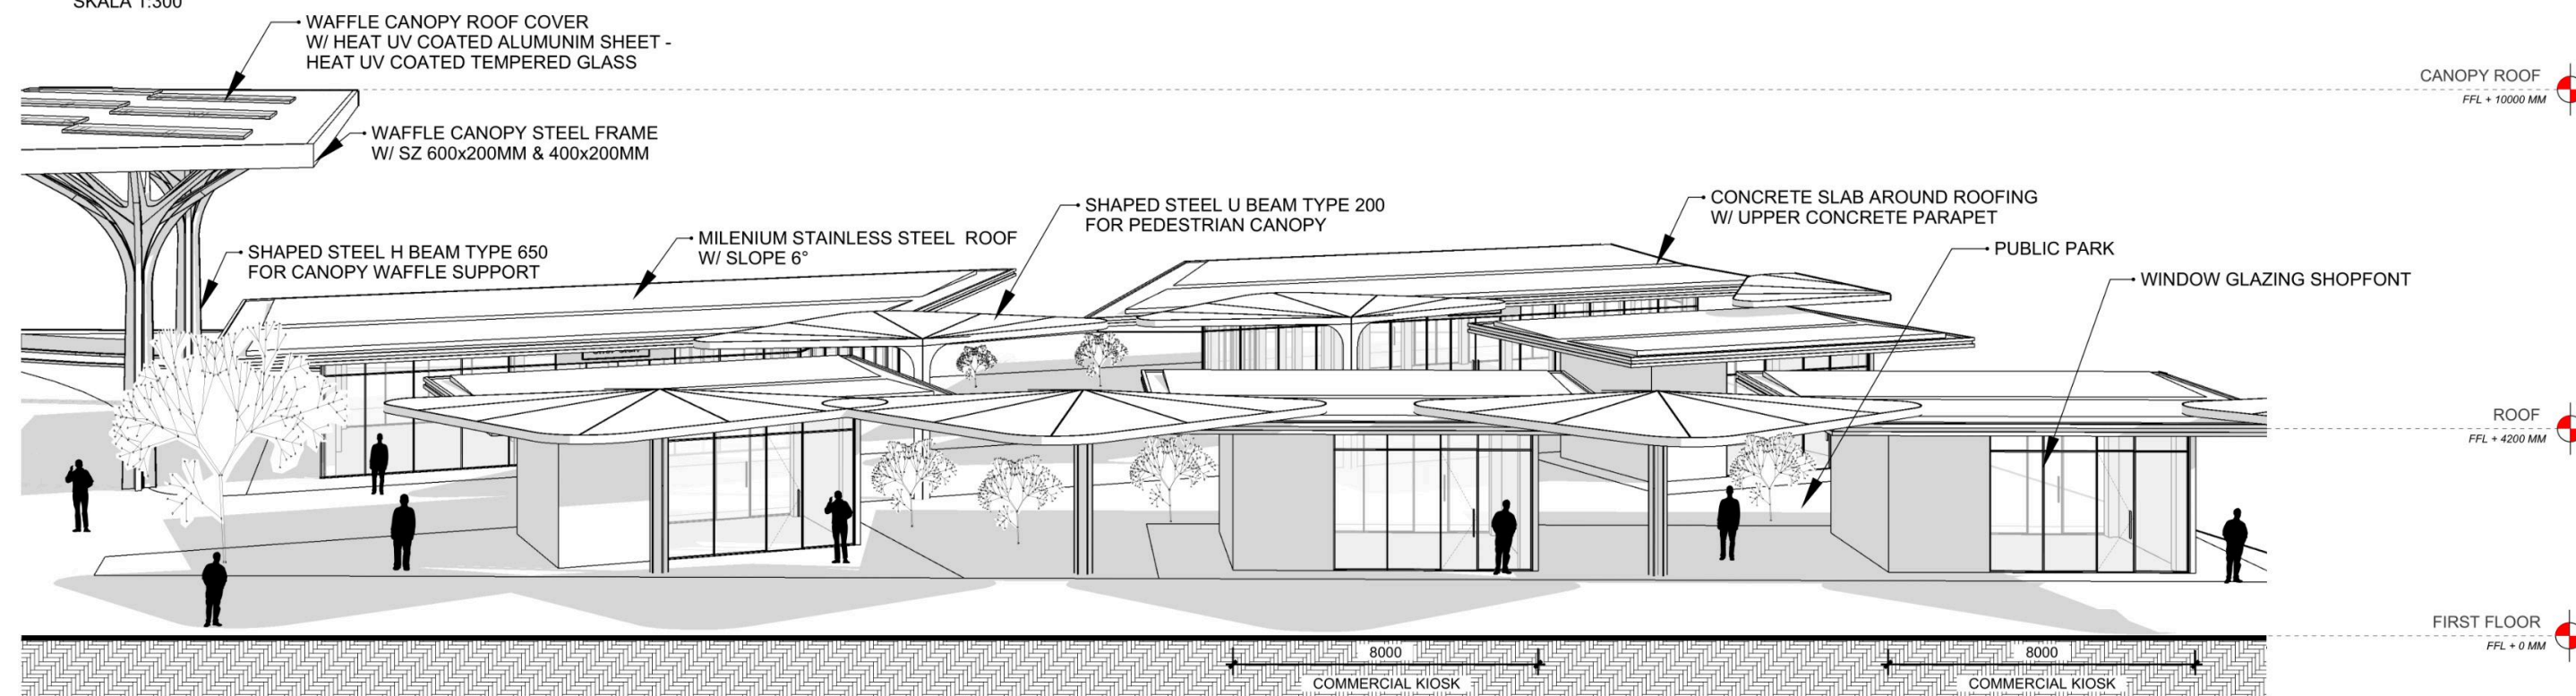 SKALA 1:300
WAFFLE CANOPY ROOF COVER
W/ HEAT UV COATED ALUMUNIM SHEET -
HEAT UV COATED TEMPERED GLASS
CANOPY ROOF
FFL + 10000 MM
WAFFLE CANOPY STEEL FRAME
W/ SZ 600x200MM & 400x200MM
SHAPED STEEL U BEAM TYPE 200
FOR PEDESTRIAN CANOPY
CONCRETE SLAB AROUND ROOFING
W/ UPPER CONCRETE PARAPET
SHAPED STEEL H BEAM TYPE 650
FOR CANOPY WAFFLE SUPPORT
MILENIUM STAINLESS STEEL ROOF
W/ SLOPE 6°
PUBLIC PARK
WINDOW GLAZING SHOPFONT
ROOF
FFL + 4200 MM
FIRST FLOOR
FFL + 0 MM
8000
COMMERCIAL KIOSK
8000
COMMERCIAL KIOSK